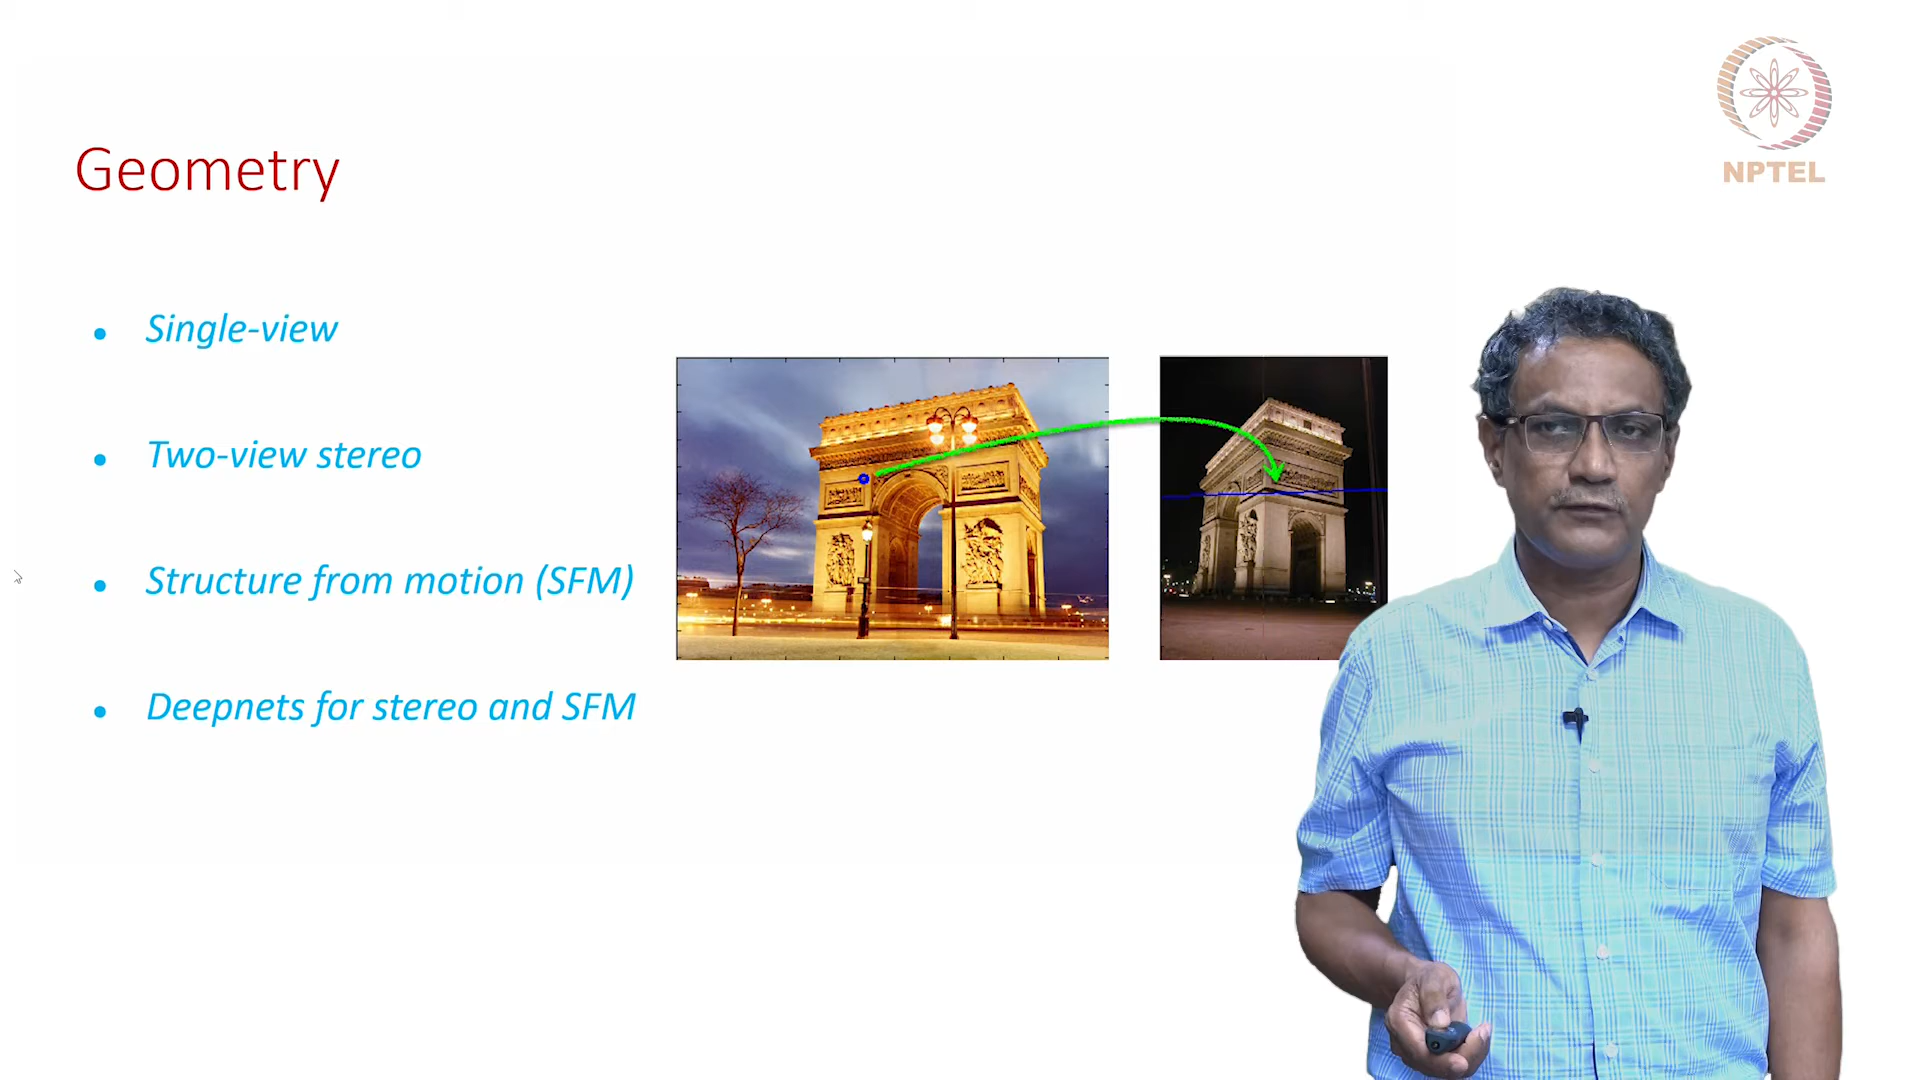 NPTEL
Geometry
Single-view
Two-view stereo
Structure from motion (SFM)
Deepnets for stereo and SFM